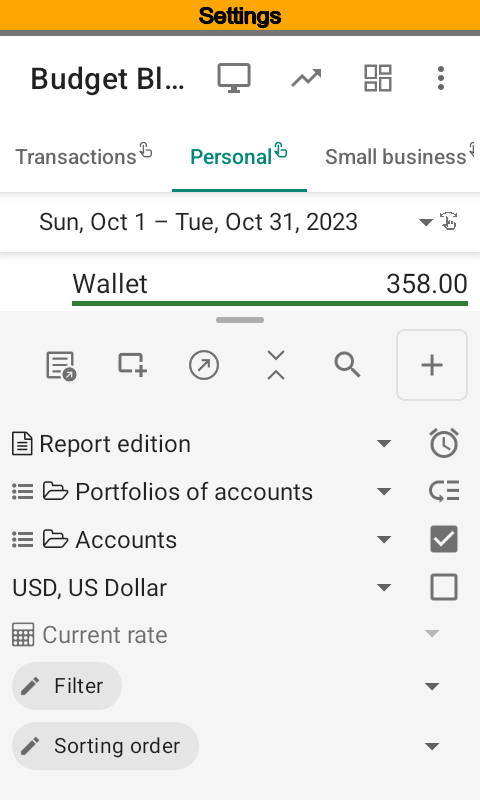 Settings
Budget Bl...
Transactions Personal Small business
Sun, Oct 1 – Tue, Oct 31, 2023
Wallet 358.00
Report edition
Portfolios of accounts
Accounts
USD, US Dollar
Current rate
Filter
Sorting order